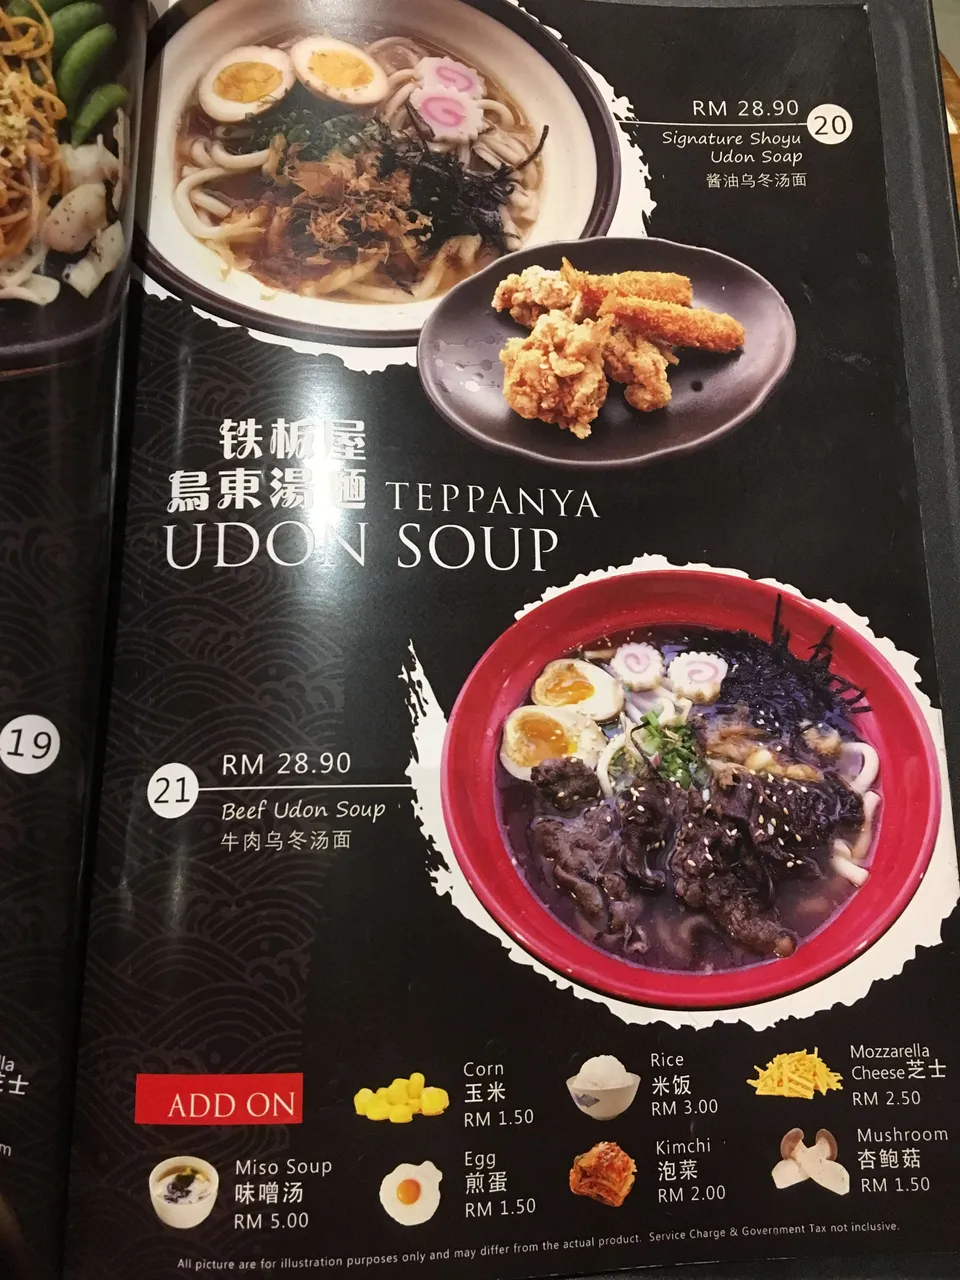 RM 28.90
20
Signature Shoyu
Udon Soap
酱油乌冬汤面
铁板屋
烏東湯麵 TEPPANYA
UDON SOUP
19
21
RM 28.90
Beef Udon Soup
牛肉乌冬汤面
ADD ON
Corn
玉米
RM 1.50
Rice
米饭
RM 3.00
Mozzarella
Cheese芝士
RM 2.50
Miso Soup
味噌汤
RM 5.00
Egg
煎蛋
RM 1.50
Kimchi
泡菜
RM 2.00
Mushroom
杏鲍菇
RM 1.50
All picture are for illustration purposes only and may differ from the actual product. Service Charge & Government Tax not inclusive.